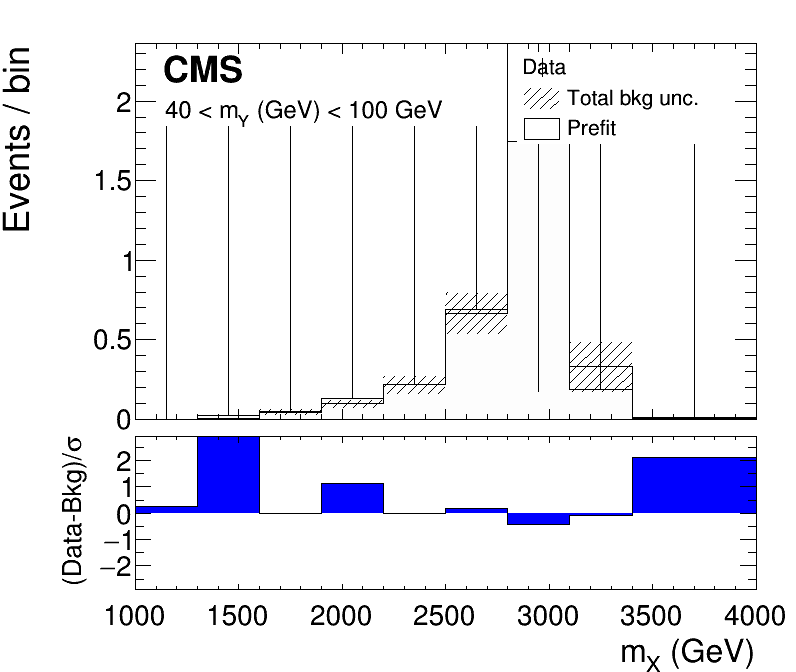 CMS
40 < mY (GeV) < 100 GeV
Data
Total bkg unc.
Prefit
Events / bin
2
1.5
1
0.5
0
(Data-Bkg)/σ
2
1
0
−1
−2
1000 1500 2000 2500 3000 3500 4000
mX (GeV)